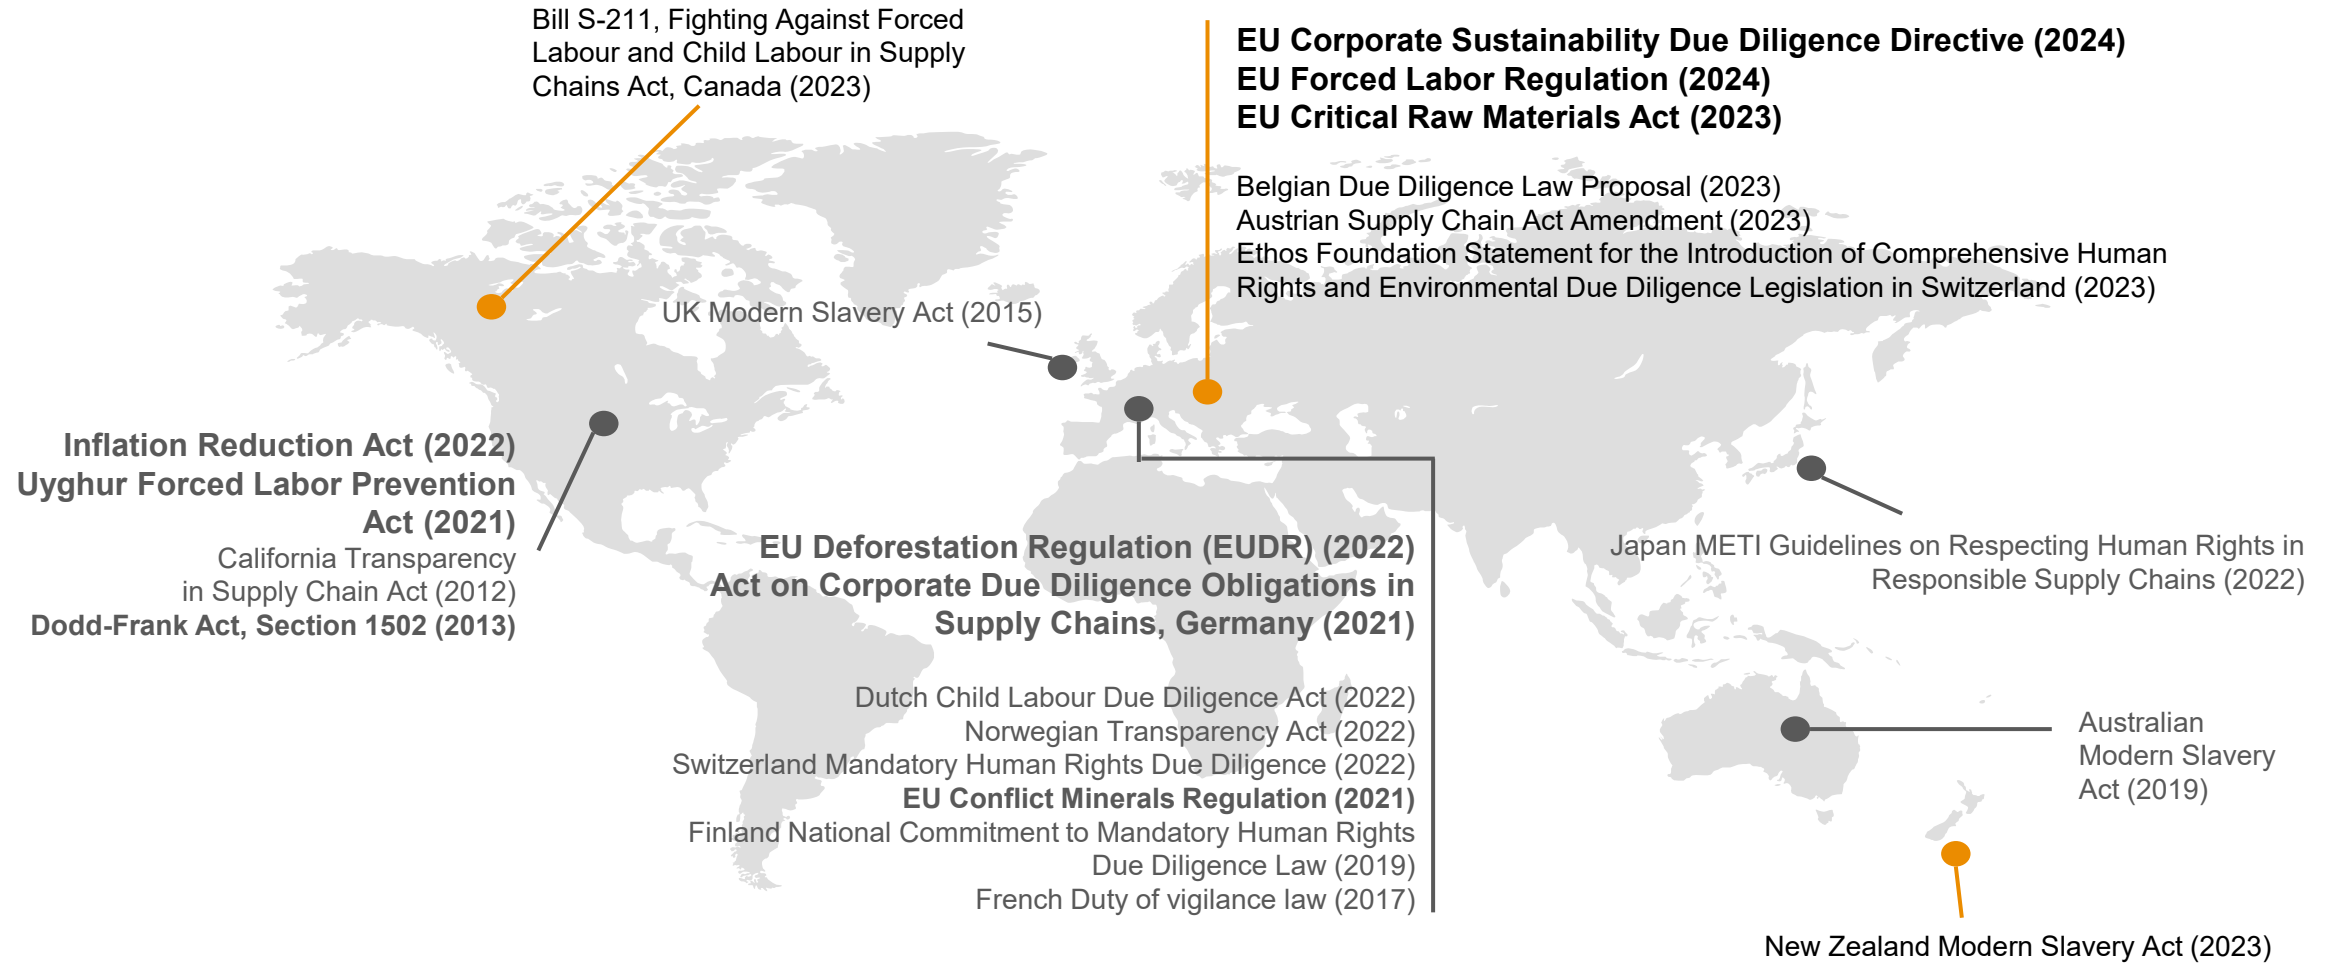 Bill S-211, Fighting Against Forced
Labour and Child Labour in Supply
Chains Act, Canada (2023)
EU Corporate Sustainability Due Diligence Directive (2024)
EU Forced Labor Regulation (2024)
EU Critical Raw Materials Act (2023)
Belgian Due Diligence Law Proposal (2023)
Austrian Supply Chain Act Amendment (2023)
Ethos Foundation Statement for the Introduction of Comprehensive Human
Rights and Environmental Due Diligence Legislation in Switzerland (2023)
UK Modern Slavery Act (2015)
Inflation Reduction Act (2022)
Uyghur Forced Labor Prevention
Act (2021)
California Transparency
in Supply Chain Act (2012)
Dodd-Frank Act, Section 1502 (2013)
EU Deforestation Regulation (EUDR) (2022)
Act on Corporate Due Diligence Obligations in
Supply Chains, Germany (2021)
Dutch Child Labour Due Diligence Act (2022)
Norwegian Transparency Act (2022)
Switzerland Mandatory Human Rights Due Diligence (2022)
EU Conflict Minerals Regulation (2021)
Finland National Commitment to Mandatory Human Rights
Due Diligence Law (2019)
French Duty of vigilance law (2017)
Japan METI Guidelines on Respecting Human Rights in
Responsible Supply Chains (2022)
Australian
Modern Slavery
Act (2019)
New Zealand Modern Slavery Act (2023)